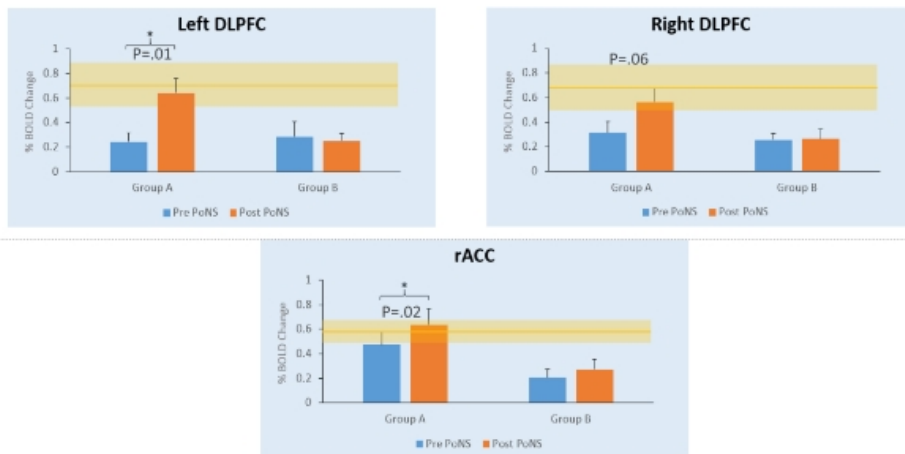 Left DLPFC
*
P=.01
% BOLD Change
1
0.8
0.6
0.4
0.2
0
Group A Group B
Pre PoNS Post PoNS
Right DLPFC
P=.06
% BOLD Change
1
0.8
0.6
0.4
0.2
0
Group A Group B
Pre PoNS Post PoNS
rACC
*
P=.02
% BOLD Change
1
0.8
0.6
0.4
0.2
0
Group A Group B
Pre PoNS Post PoNS